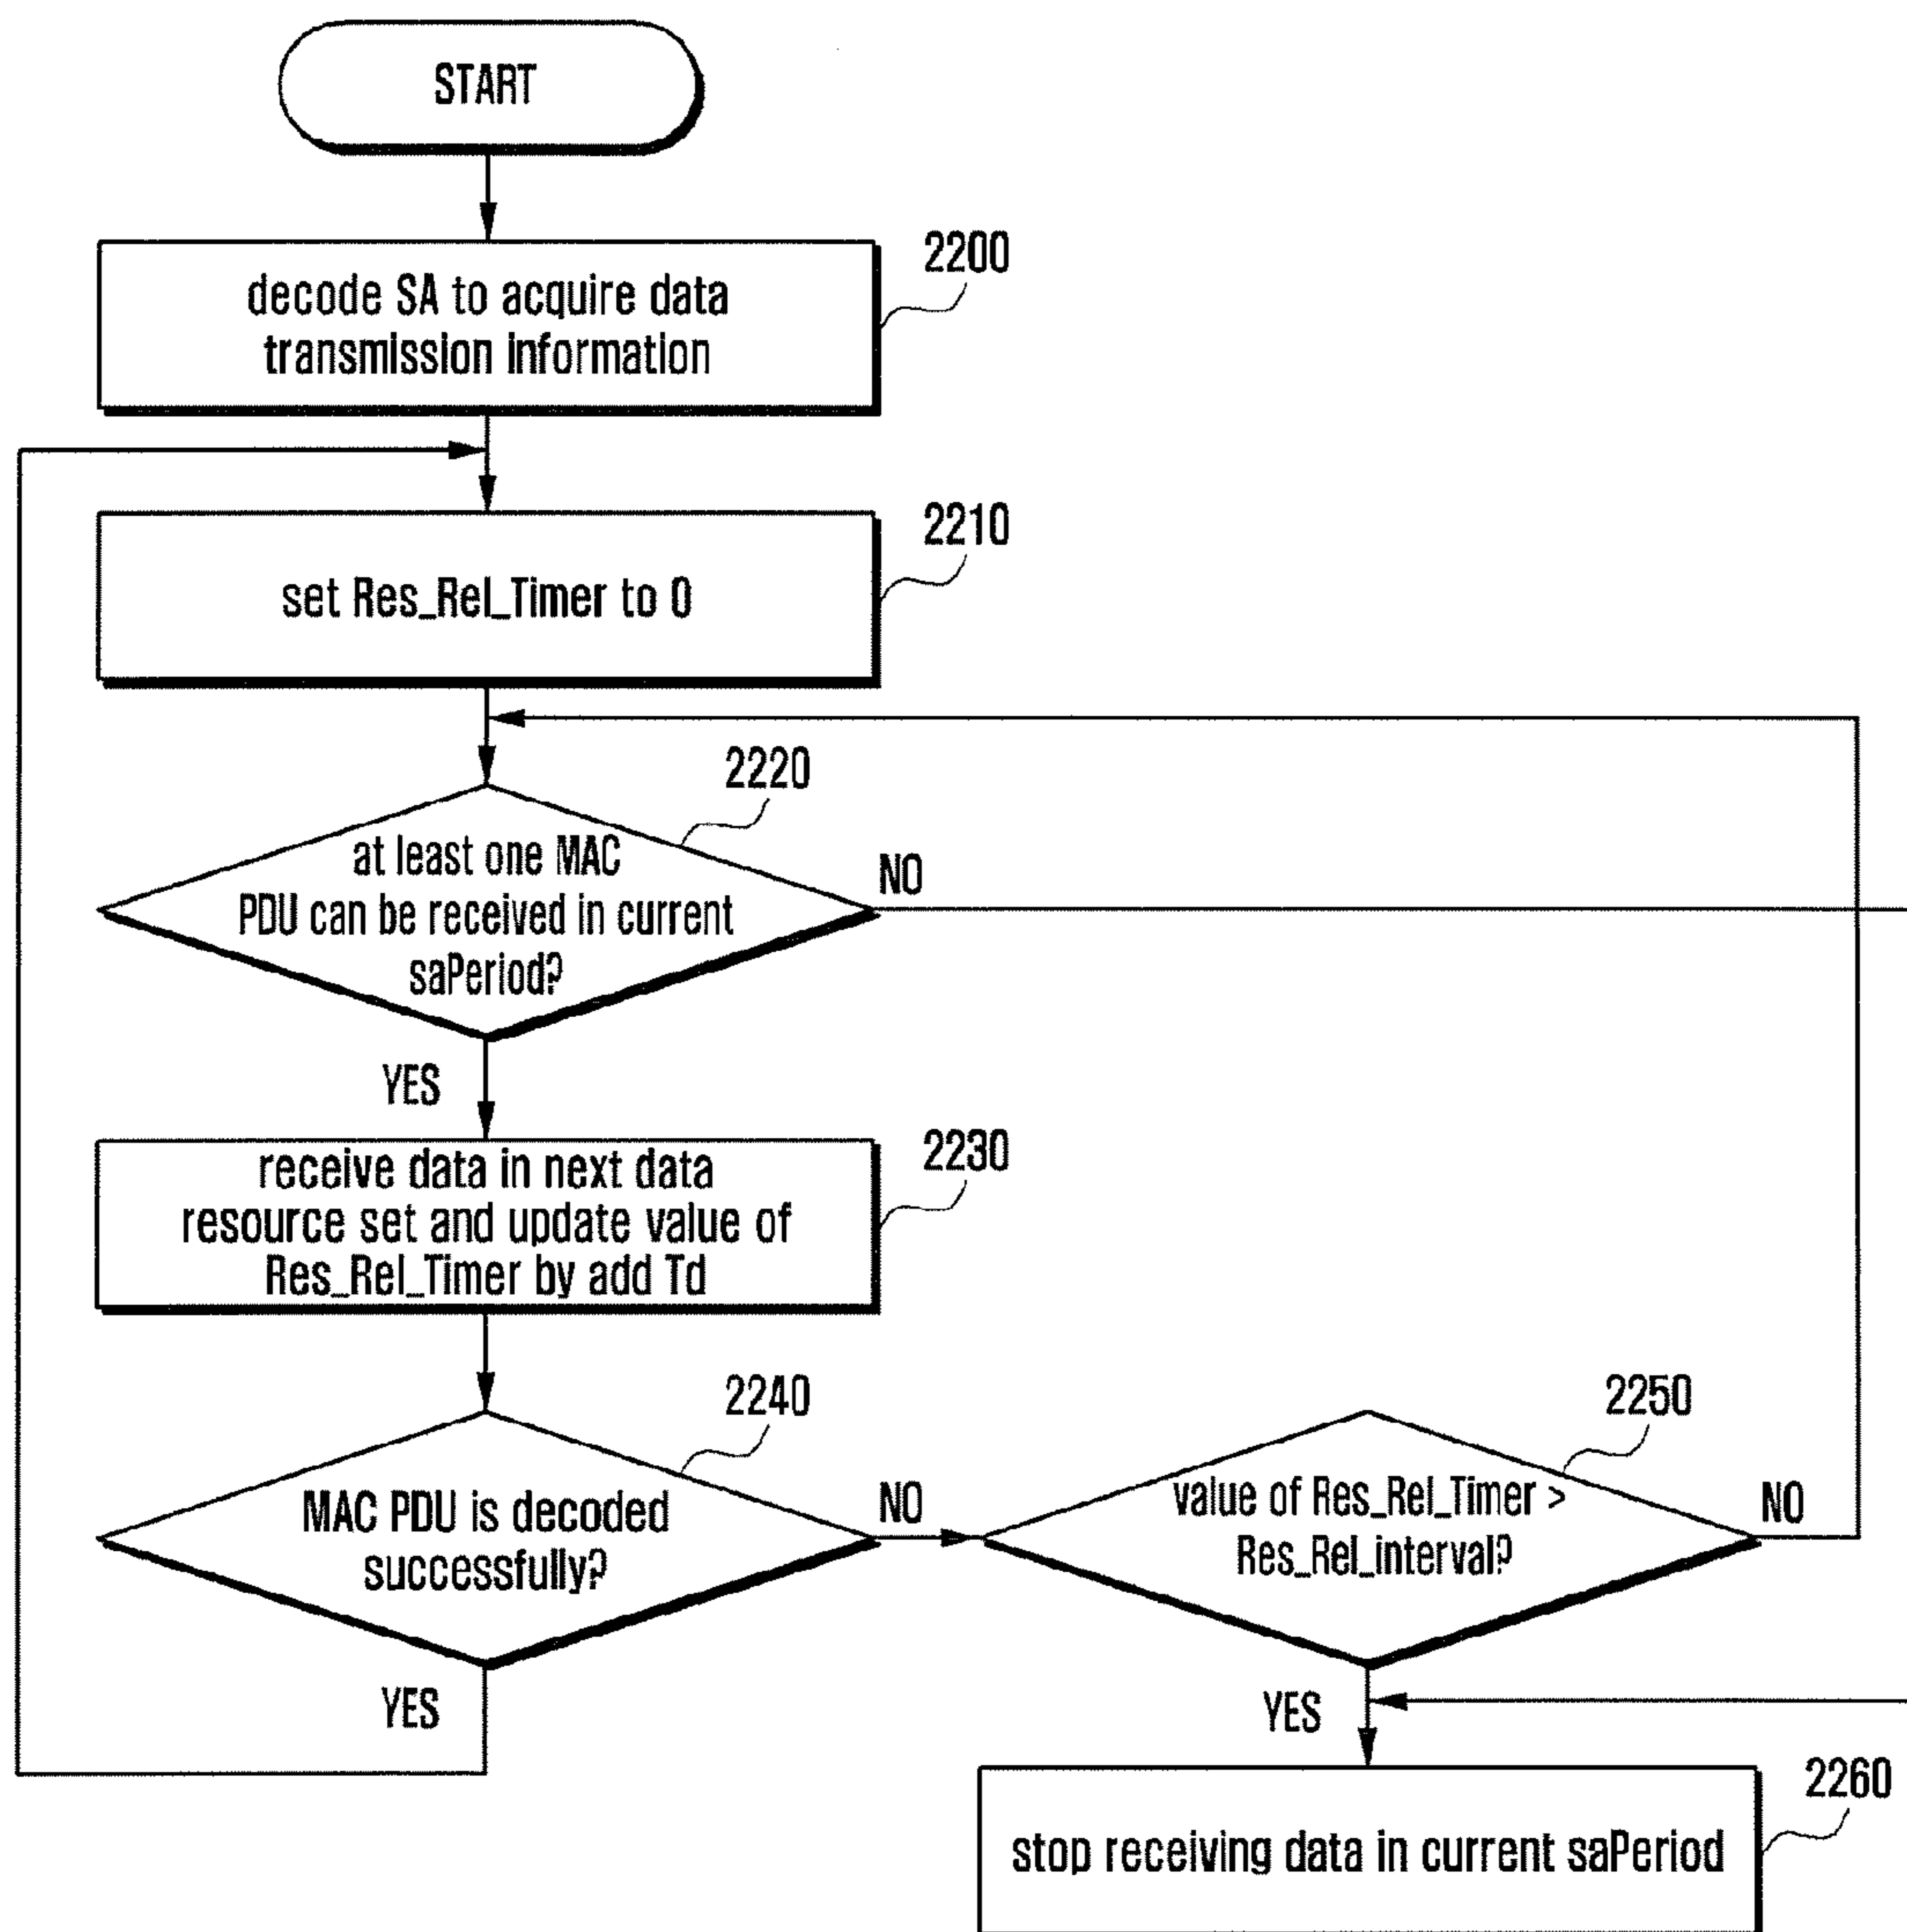 START
2200
decode SA to acquire data
transmission information
2210
set Res_Rel_Timer to 0
2220
at least one MAC
PDU can be received in current
saPeriod?
NO
YES
2230
receive data in next data
resource set and update value of
Res_Rel_Timer by add Td
2240
MAC PDU is decoded
successfully?
NO
YES
2250
value of Res_Rel_Timer >
Res_Rel_interval?
NO
YES
2260
stop receiving data in current saPeriod